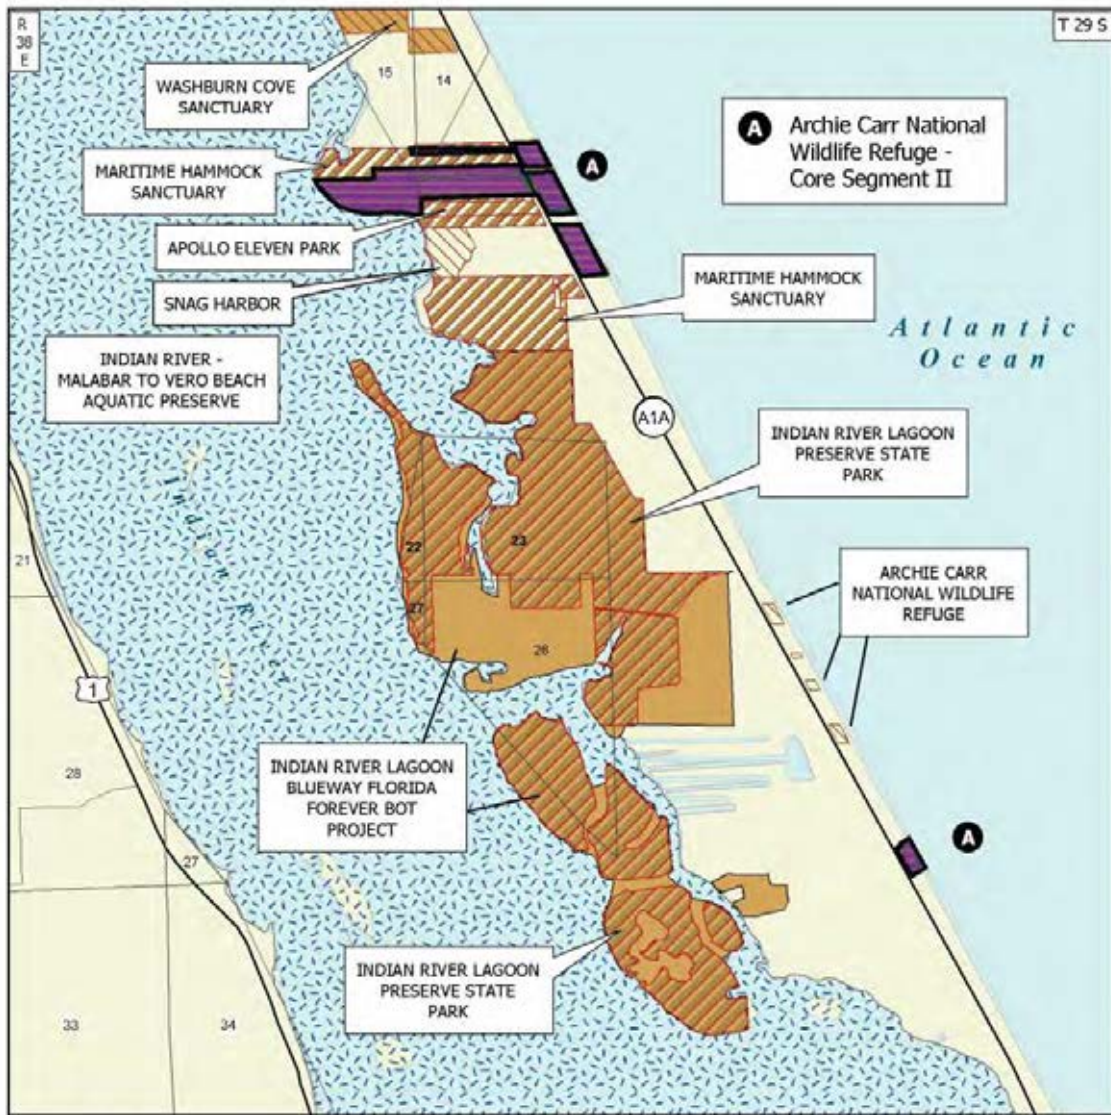 R
38
E
T 29 S
WASHBURN COVE
SANCTUARY
15
14
A
Archie Carr National
Wildlife Refuge -
Core Segment II
MARITIME HAMMOCK
SANCTUARY
A
APOLLO ELEVEN PARK
SNAG HARBOR
MARITIME HAMMOCK
SANCTUARY
Atlantic
Ocean
INDIAN RIVER -
MALABAR TO VERO BEACH
AQUATIC PRESERVE
A1A
INDIAN RIVER LAGOON
PRESERVE STATE
PARK
Indian River
21
22
23
ARCHIE CARR
NATIONAL WILDLIFE
REFUGE
27
26
1
28
INDIAN RIVER LAGOON
BLUEWAY FLORIDA
FOREVER BOT
PROJECT
27
A
INDIAN RIVER LAGOON
PRESERVE STATE
PARK
33
34